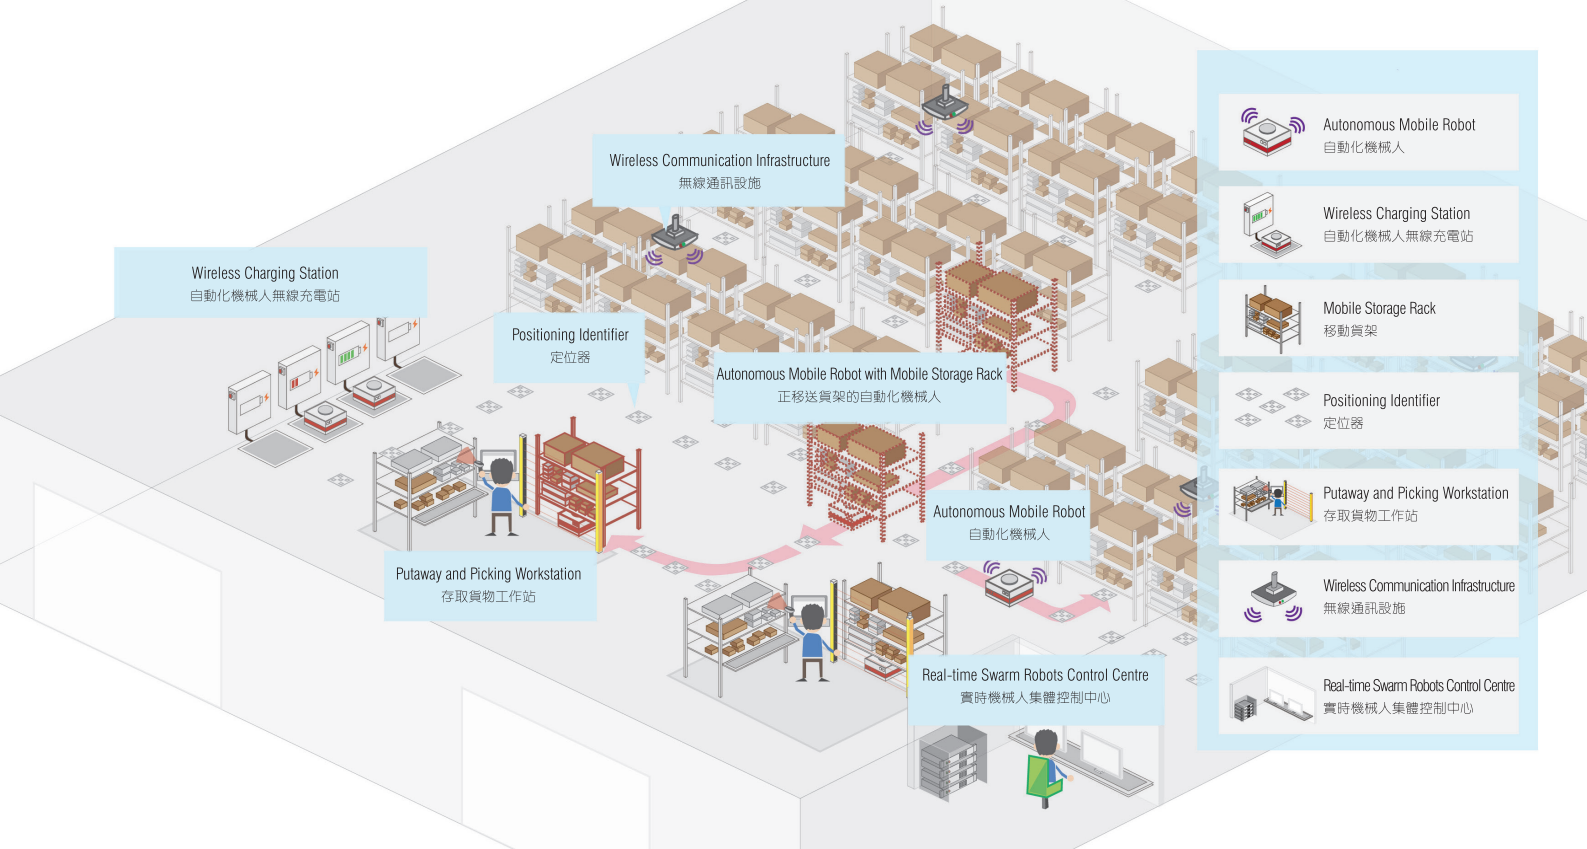 Wireless Communication Infrastructure
無線通訊設施
Wireless Charging Station
自動化機械人無線充電站
Positioning Identifier
定位器
Autonomous Mobile Robot with Mobile Storage Rack
正移送貨架的自動化機械人
Autonomous Mobile Robot
自動化機械人
Putaway and Picking Workstation
存取貨物工作站
Real-time Swarm Robots Control Centre
實時機械人集體控制中心
Autonomous Mobile Robot
自動化機械人
Wireless Charging Station
自動化機械人無線充電站
Mobile Storage Rack
移動貨架
Positioning Identifier
定位器
Putaway and Picking Workstation
存取貨物工作站
Wireless Communication Infrastructure
無線通訊設施
Real-time Swarm Robots Control Centre
實時機械人集體控制中心